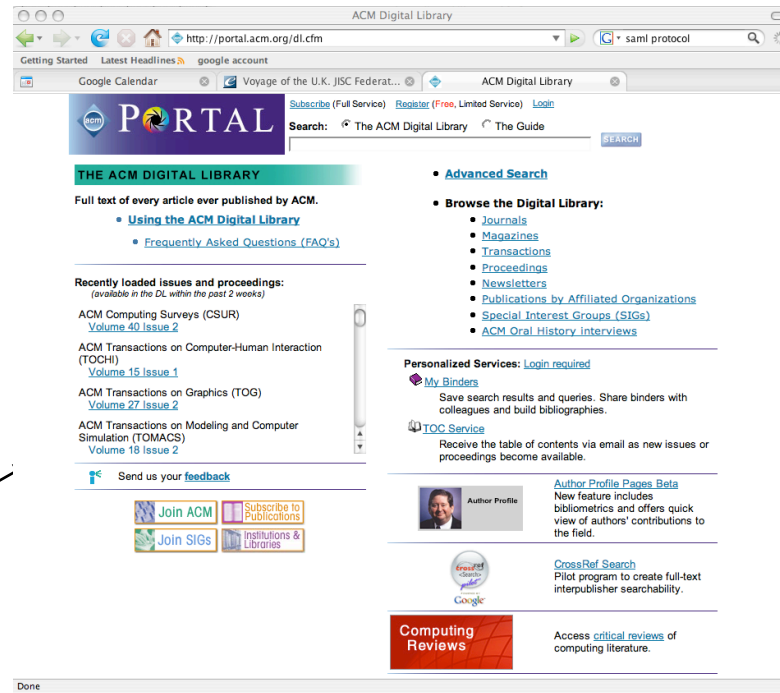 ACM Digital Library
http://portal.acm.org/dl.cfm
G saml protocol
Getting Started Latest Headlines google account
Google Calendar Voyage of the U.K. JISC Federat... ACM Digital Library
acm PORTAL
Subscribe (Full Service) Register (Free, Limited Service) Login
Search: The ACM Digital Library The Guide
SEARCH
THE ACM DIGITAL LIBRARY
Full text of every article ever published by ACM.
Using the ACM Digital Library
Frequently Asked Questions (FAQ's)
Recently loaded issues and proceedings:
(available in the DL within the past 2 weeks)
ACM Computing Surveys (CSUR)
Volume 40 Issue 2
ACM Transactions on Computer-Human Interaction
(TOCHI)
Volume 15 Issue 1
ACM Transactions on Graphics (TOG)
Volume 27 Issue 2
ACM Transactions on Modeling and Computer
Simulation (TOMACS)
Volume 18 Issue 2
Send us your feedback
Join ACM
Subscribe to
Publications
Join SIGs
Institutions &
Libraries
Advanced Search
Browse the Digital Library:
Journals
Magazines
Transactions
Proceedings
Newsletters
Publications by Affiliated Organizations
Special Interest Groups (SIGs)
ACM Oral History interviews
Personalized Services: Login required
My Binders
Save search results and queries. Share binders with
colleagues and build bibliographies.
TOC Service
Receive the table of contents via email as new issues or
proceedings become available.
Author Profile
Author Profile Pages Beta
New feature includes
bibliometrics and offers quick
view of authors' contributions to
the field.
crossref
Search
pilot
Google
CrossRef Search
Pilot program to create full-text
interpublisher searchability.
Computing
Reviews
Access critical reviews of
computing literature.
Done